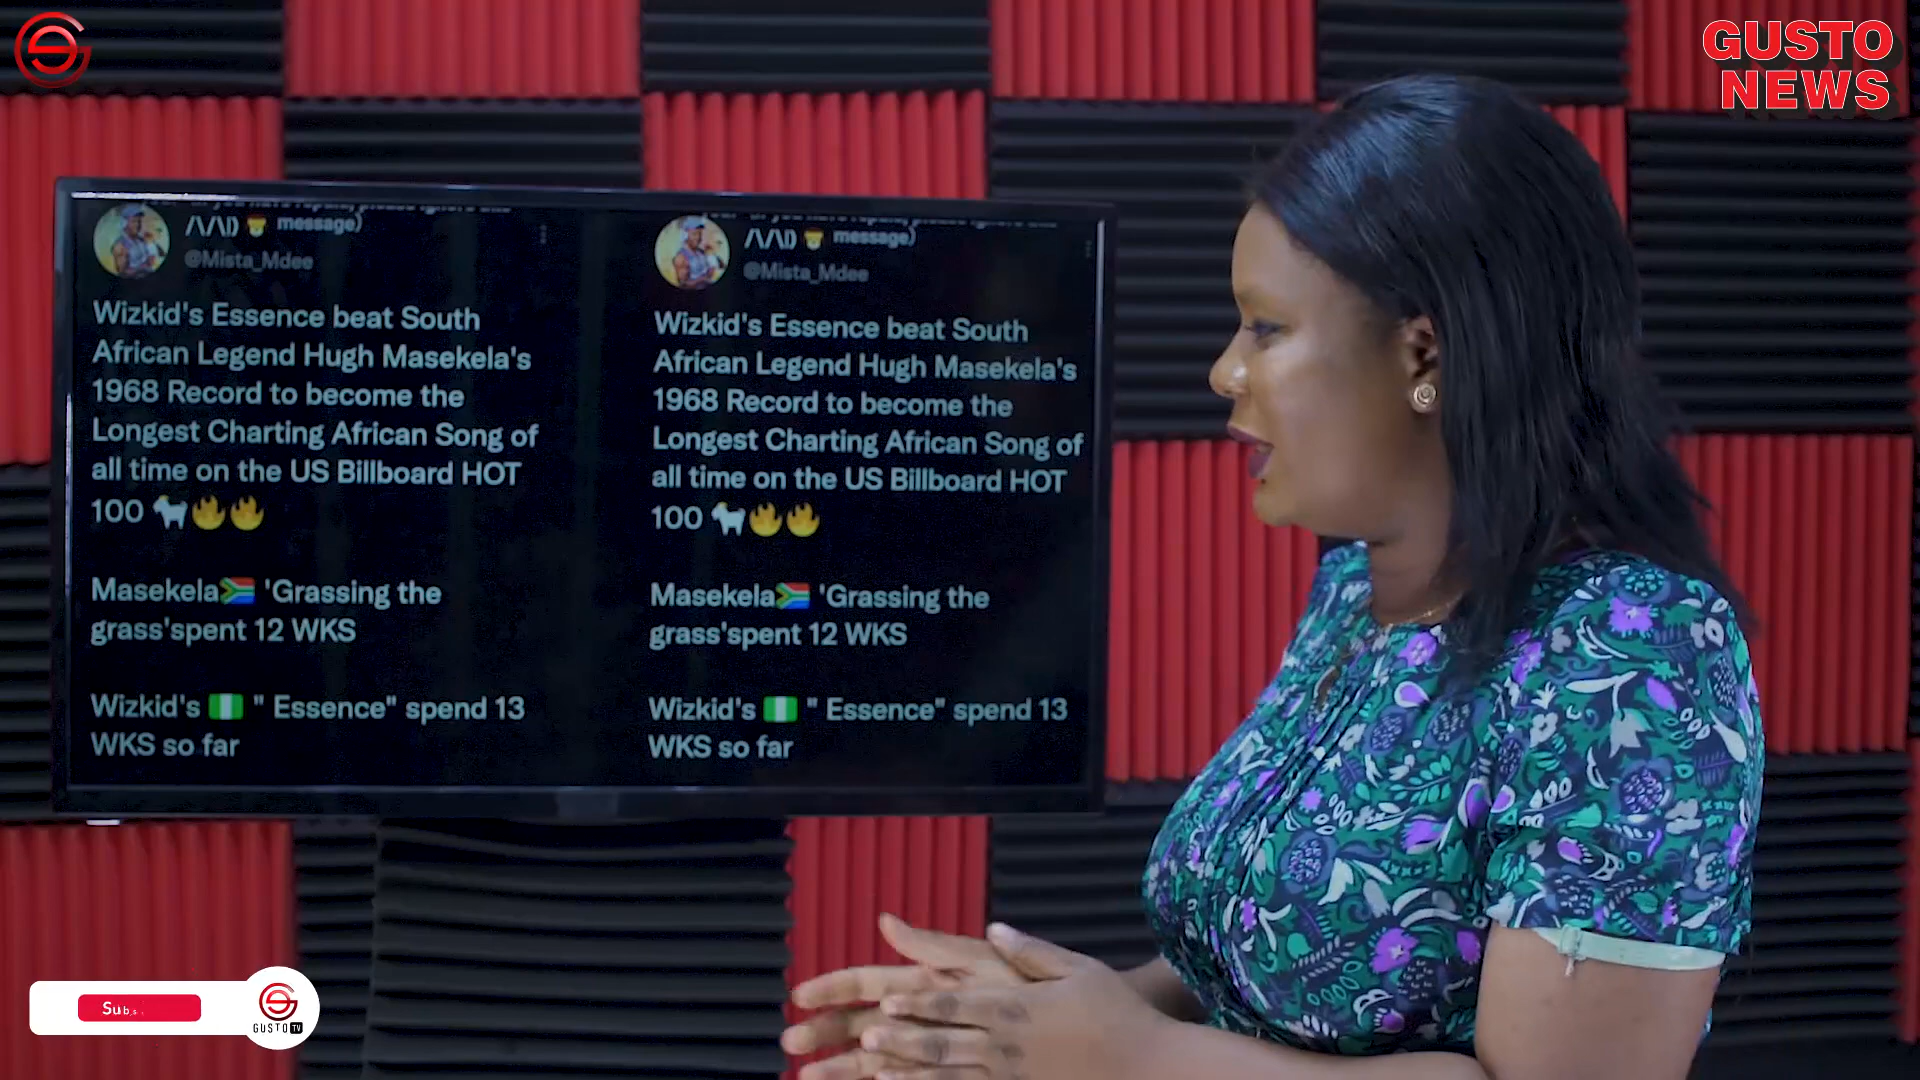 GUSTO
NEWS
message)
@Mista_Mdee
Wizkid's Essence beat South
African Legend Hugh Masekela's
1968 Record to become the
Longest Charting African Song of
all time on the US Billboard HOT
100 🐐🔥🔥
Masekela🇿🇦 'Grassing the
grass'spent 12 WKS
Wizkid's 🇳🇬 " Essence" spend 13
WKS so far
message)
@Mista_Mdee
Wizkid's Essence beat South
African Legend Hugh Masekela's
1968 Record to become the
Longest Charting African Song of
all time on the US Billboard HOT
100 🐐🔥🔥
Masekela🇿🇦 'Grassing the
grass'spent 12 WKS
Wizkid's 🇳🇬 " Essence" spend 13
WKS so far
Subs
GUSTO TV